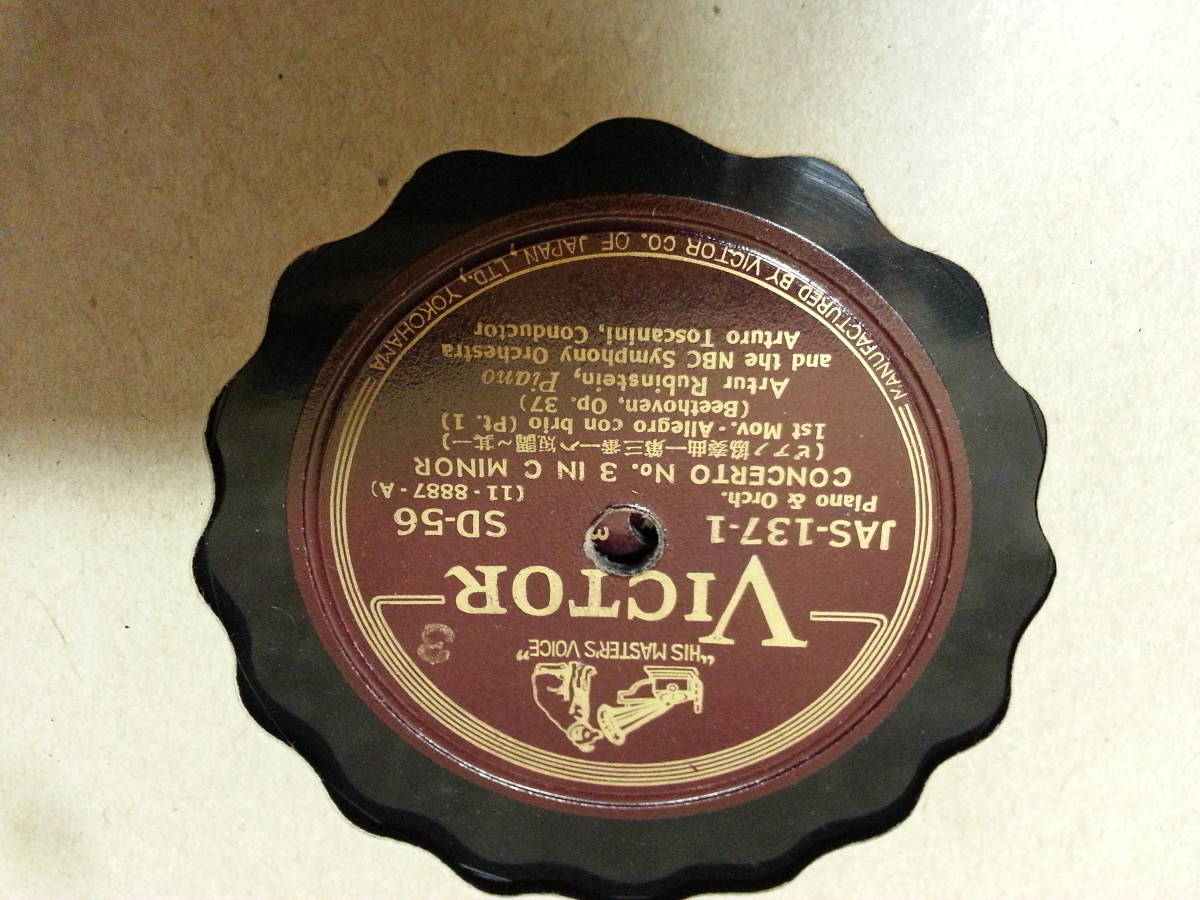 "HIS MASTER'S VOICE"
VICTOR
JAS-137-1
SD-56
Piano & Orch.
(11-8887-A)
CONCERTO No. 3 IN C MINOR
(ピアノ協奏曲―第三番―ハ短調~其一)
1st Mov.-Allegro con brio (Pt. 1)
(Beethoven, Op. 37)
Artur Rubinstein, Piano
and the NBC Symphony Orchestra
Arturo Toscanini, Conductor
MANUFACTURED BY VICTOR CO. OF JAPAN, LTD., YOKOHAMA